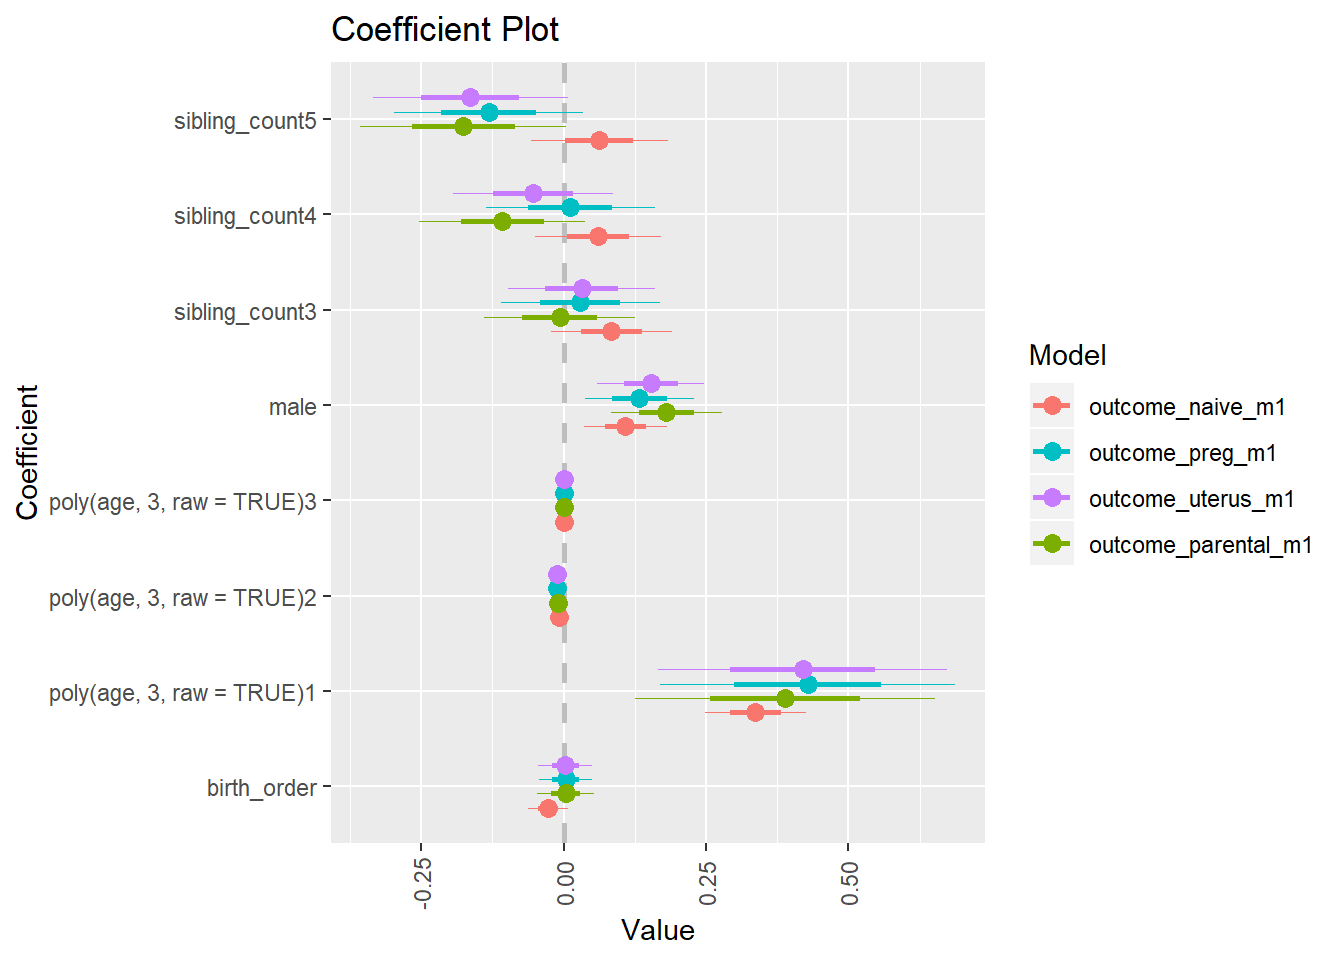 Coefficient Plot
sibling_count5
sibling_count4
sibling_count3
male
poly(age, 3, raw = TRUE)3
poly(age, 3, raw = TRUE)2
poly(age, 3, raw = TRUE)1
birth_order
Coefficient
-0.25
0.00
0.25
0.50
Value
Model
outcome_naive_m1
outcome_preg_m1
outcome_uterus_m1
outcome_parental_m1